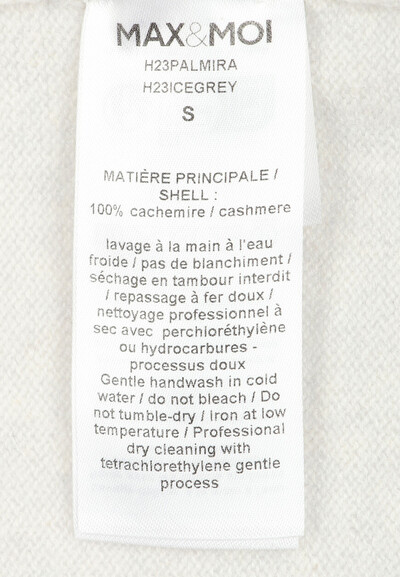 MAX&MOI
H23PALMIRA
H23ICEGREY
S
MATIÈRE PRINCIPALE /
SHELL :
100% cachemire / cashmere
lavage à la main à l'eau
froide / pas de blanchiment /
séchage en tambour interdit
/ repassage à fer doux /
nettoyage professionnel à
sec avec perchloréthylène
ou hydrocarbures -
processus doux
Gentle handwash in cold
water / do not bleach / Do
not tumble-dry / Iron at low
temperature / Professional
dry cleaning with
tetrachlorethylene gentle
process